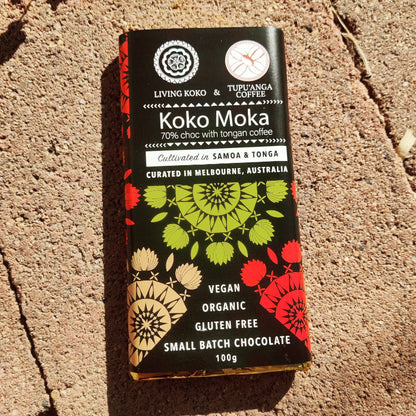 LIVING KOKO & TUPU'ANGA COFFEE
Koko Moka
70% choc with tongan coffee
Cultivated in SAMOA & TONGA
CURATED IN MELBOURNE, AUSTRALIA
VEGAN
ORGANIC
GLUTEN FREE
SMALL BATCH CHOCOLATE
100g